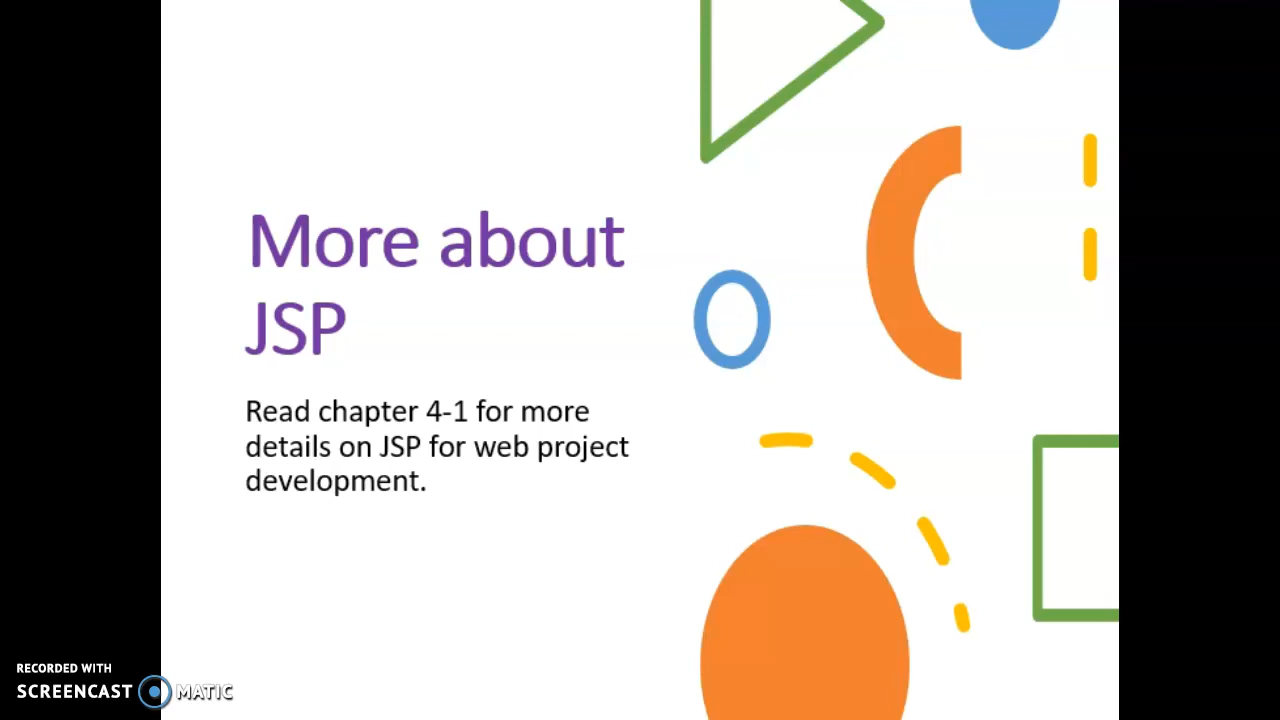 More about
JSP
Read chapter 4-1 for more
details on JSP for web project
development.
RECORDED WITH
SCREENCAST MATIC